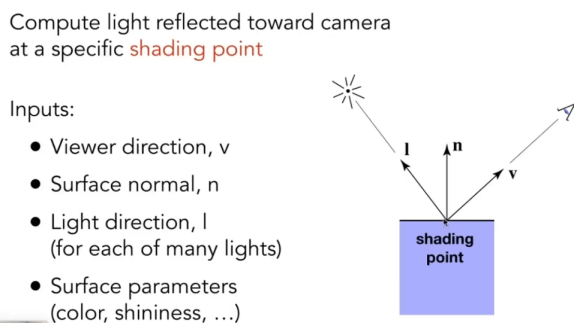 Compute light reflected toward camera
at a specific shading point
Inputs:
• Viewer direction, v
• Surface normal, n
• Light direction, l
(for each of many lights)
• Surface parameters
(color, shininess, …)
l
n
v
shading
point